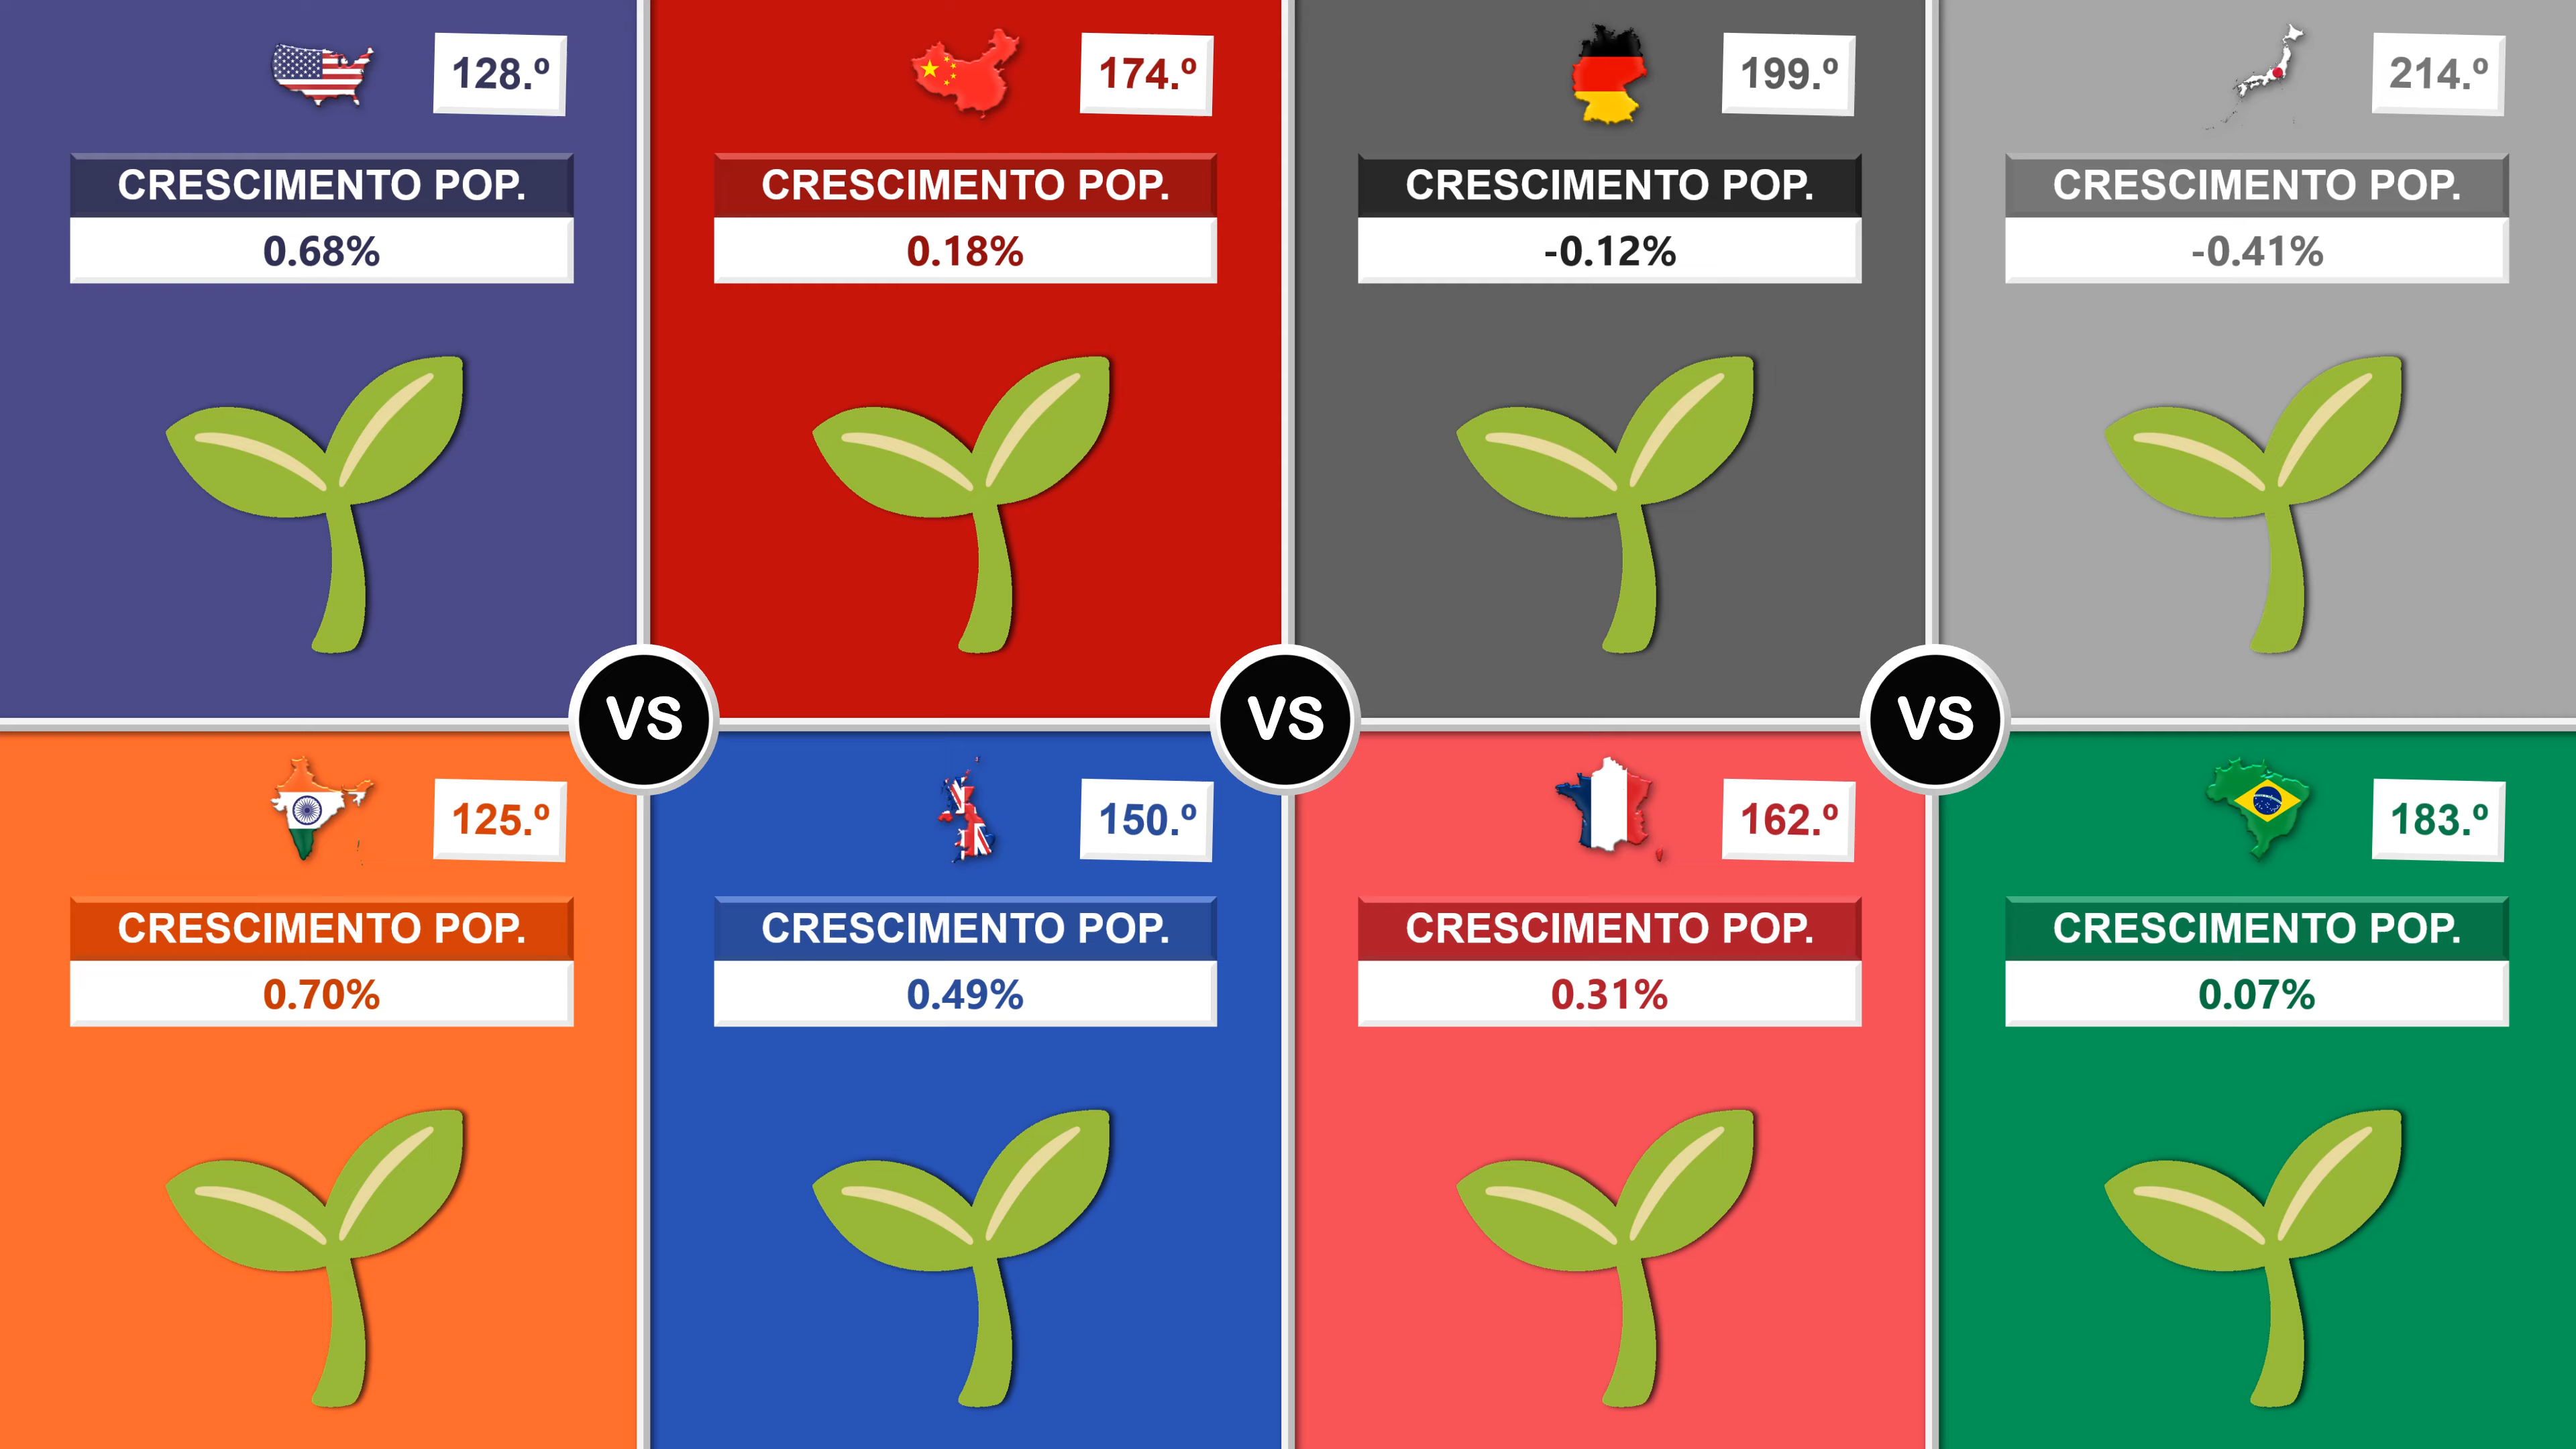 128.º
CRESCIMENTO POP.
0.68%
174.º
CRESCIMENTO POP.
0.18%
199.º
CRESCIMENTO POP.
-0.12%
214.º
CRESCIMENTO POP.
-0.41%
VS
VS
VS
125.º
CRESCIMENTO POP.
0.70%
150.º
CRESCIMENTO POP.
0.49%
162.º
CRESCIMENTO POP.
0.31%
183.º
CRESCIMENTO POP.
0.07%